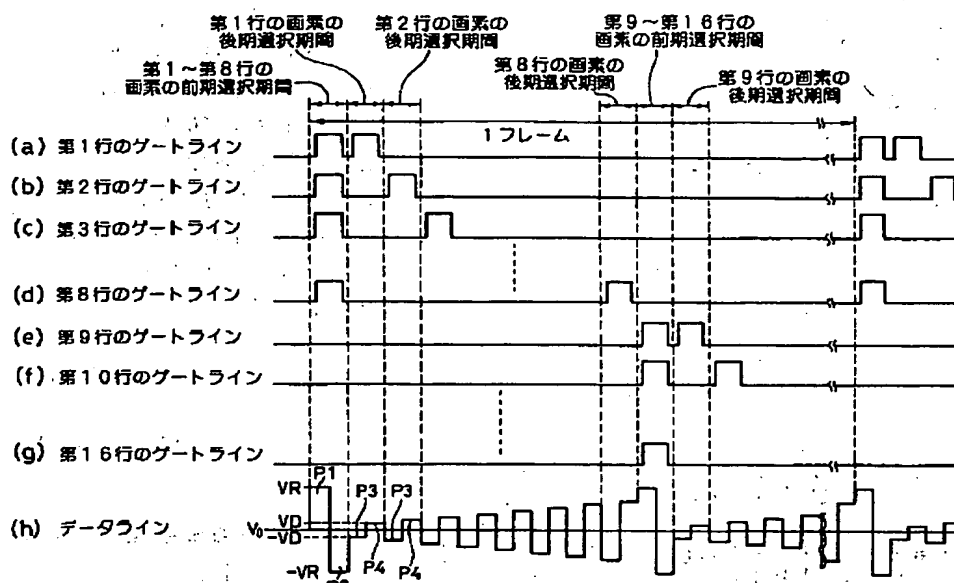 第1行の画素の
後期選択期間
第2行の画素の
後期選択期間
第9〜第16行の
画素の前期選択期間
第1〜第8行の
画素の前期選択期間
第8行の画素の
後期選択期間
第9行の画素の
後期選択期間
1フレーム
(a) 第1行のゲートライン
(b) 第2行のゲートライン
(c) 第3行のゲートライン
(d) 第8行のゲートライン
(e) 第9行のゲートライン
(f) 第10行のゲートライン
(g) 第16行のゲートライン
(h) データライン
VR
P1
P3
P3
VD
V₀
-VD
-VR
P4
P4